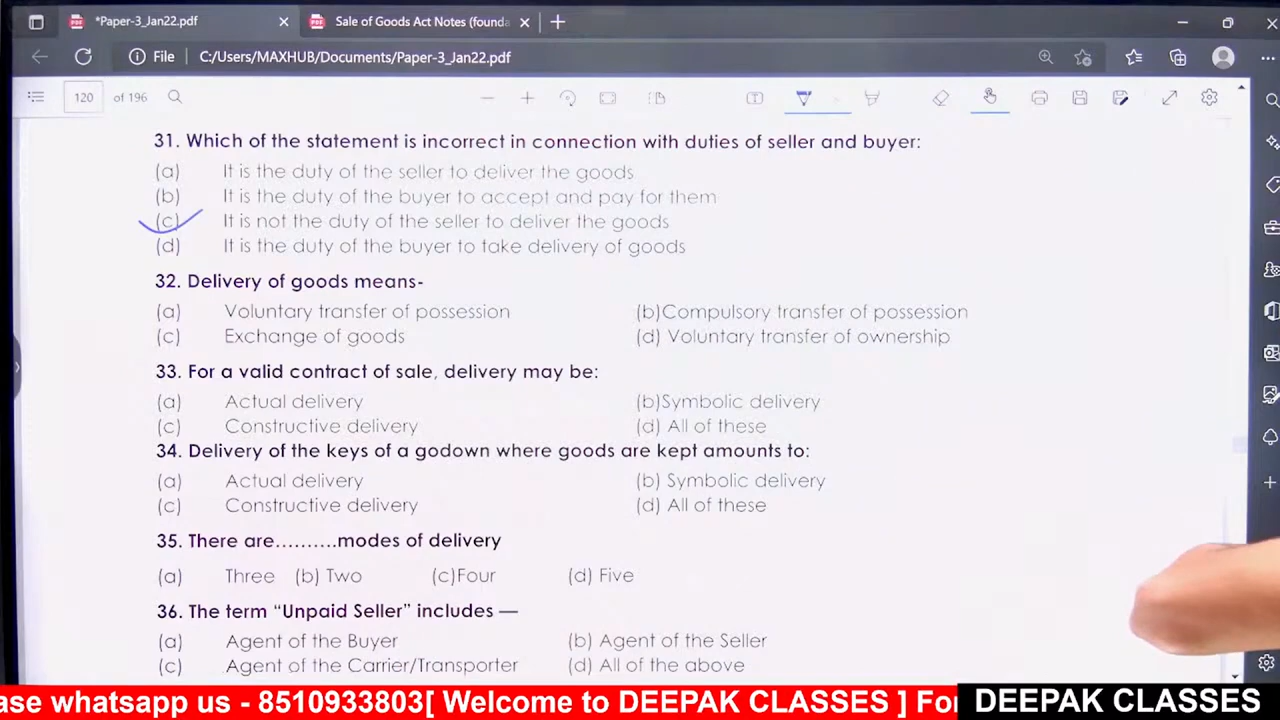 *Paper-3_Jan22.pdf
Sale of Goods Act Notes (founda
File C:/Users/MAXHUB/Documents/Paper-3_Jan22.pdf
120 of 196
31. Which of the statement is incorrect in connection with duties of seller and buyer:
(a) It is the duty of the seller to deliver the goods
(b) It is the duty of the buyer to accept and pay for them
(c) It is not the duty of the seller to deliver the goods
(d) It is the duty of the buyer to take delivery of goods
32. Delivery of goods means-
(a) Voluntary transfer of possession (b)Compulsory transfer of possession
(c) Exchange of goods (d) Voluntary transfer of ownership
33. For a valid contract of sale, delivery may be:
(a) Actual delivery (b)Symbolic delivery
(c) Constructive delivery (d) All of these
34. Delivery of the keys of a godown where goods are kept amounts to:
(a) Actual delivery (b) Symbolic delivery
(c) Constructive delivery (d) All of these
35. There are……….modes of delivery
(a) Three (b) Two (c)Four (d) Five
36. The term “Unpaid Seller” includes —
(a) Agent of the Buyer (b) Agent of the Seller
(c) Agent of the Carrier/Transporter (d) All of the above
ase whatsapp us - 8510933803[ Welcome to DEEPAK CLASSES ] For
DEEPAK CLASSES